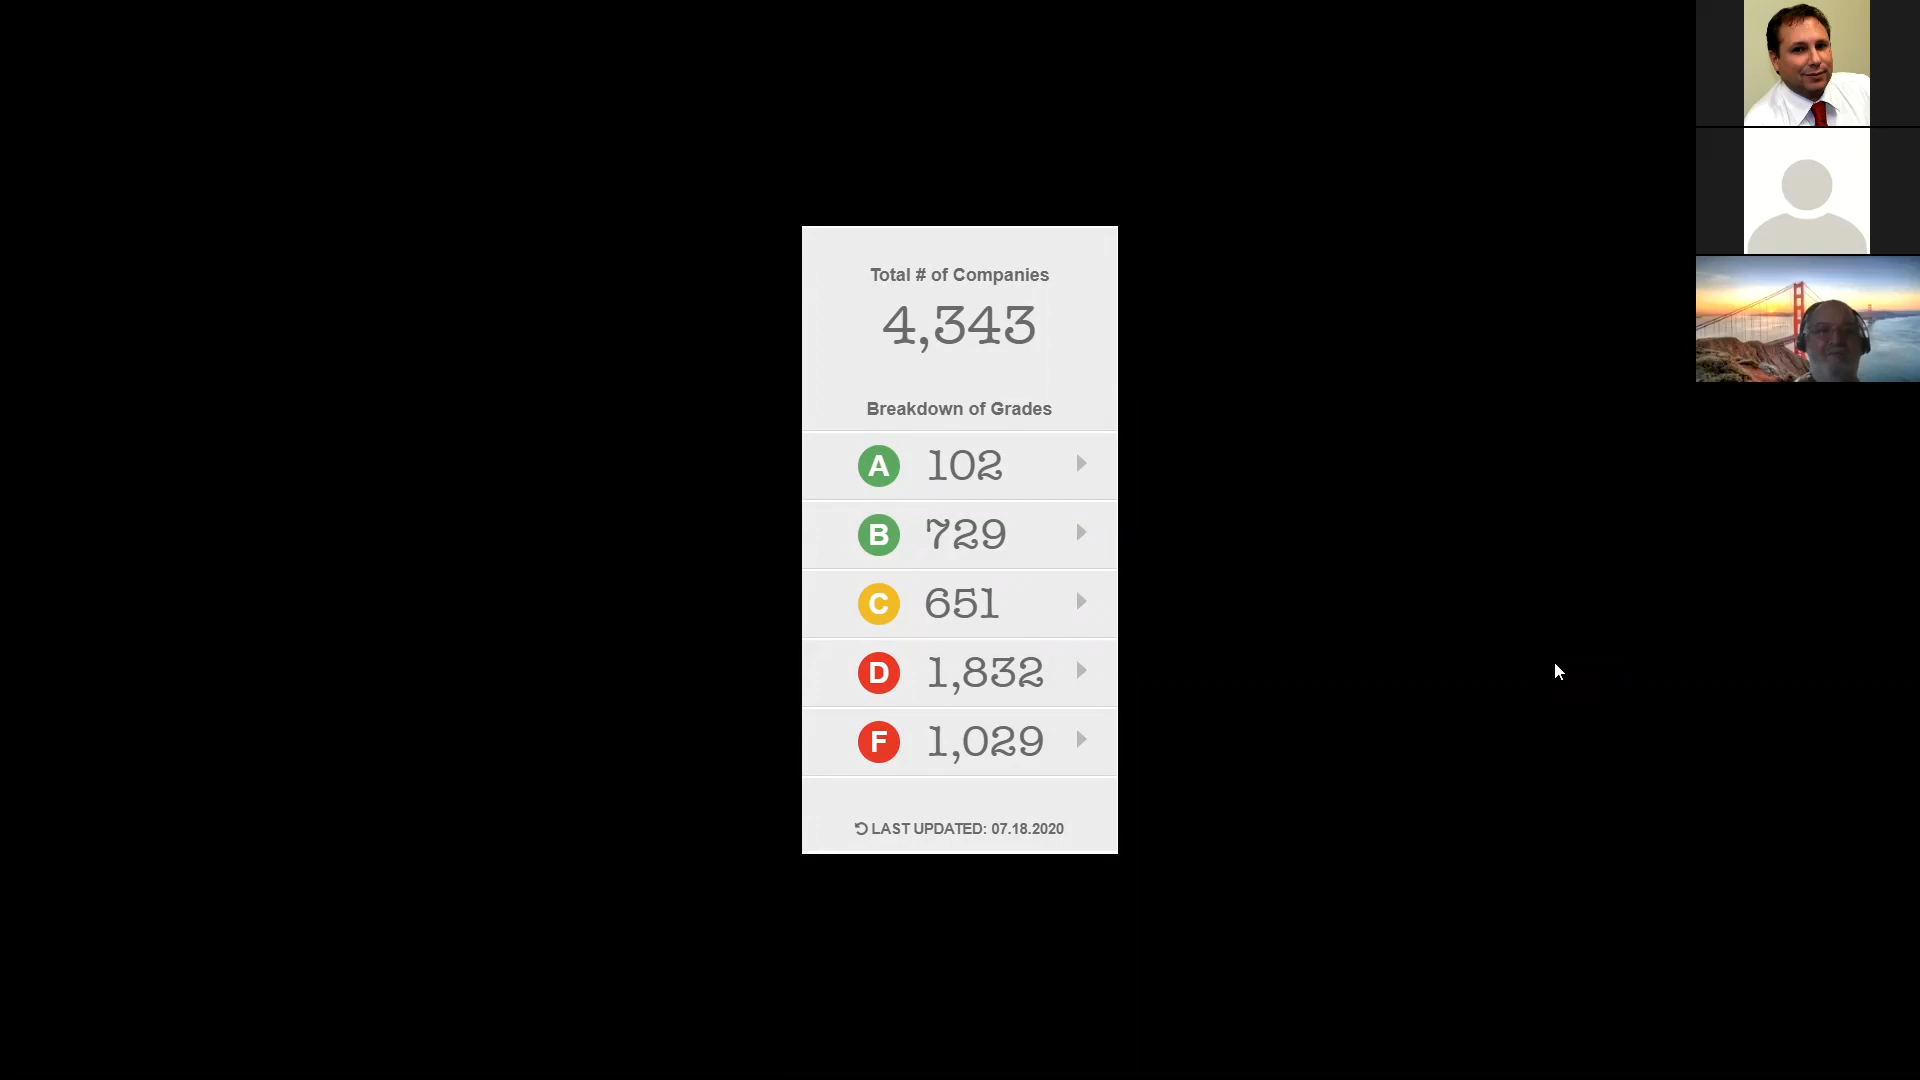 Total # of Companies
4,343
Breakdown of Grades
A 102
B 729
C 651
D 1,832
F 1,029
LAST UPDATED: 07.18.2020